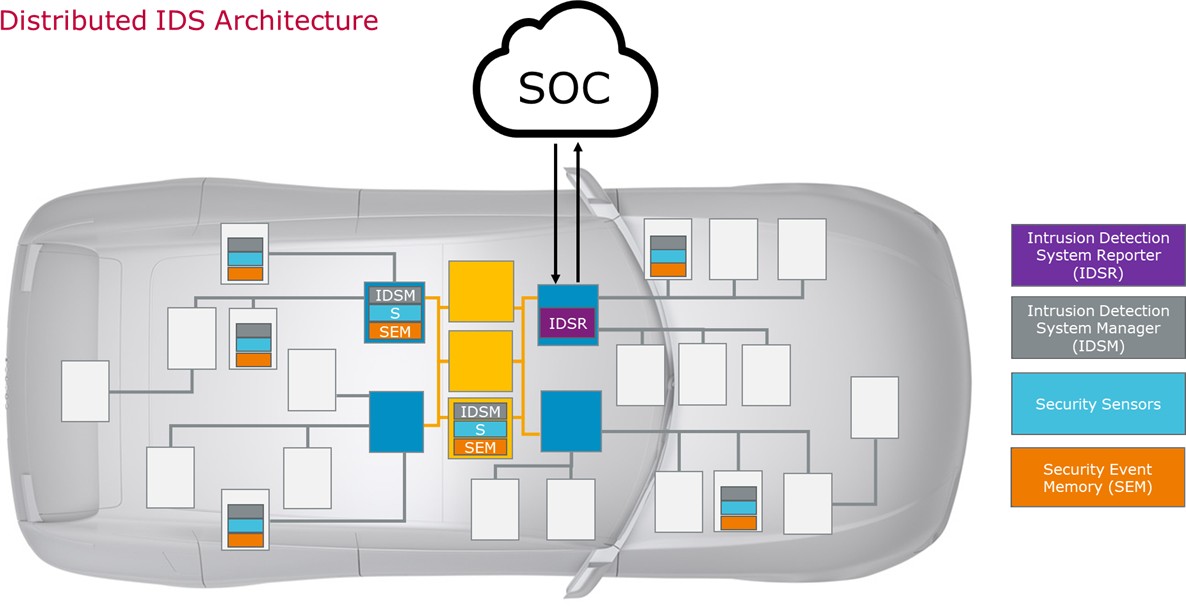 Distributed IDS Architecture
SOC
IDSM
S
SEM
IDSR
IDSM
S
SEM
Intrusion Detection
System Reporter
(IDSR)
Intrusion Detection
System Manager
(IDSM)
Security Sensors
Security Event
Memory (SEM)